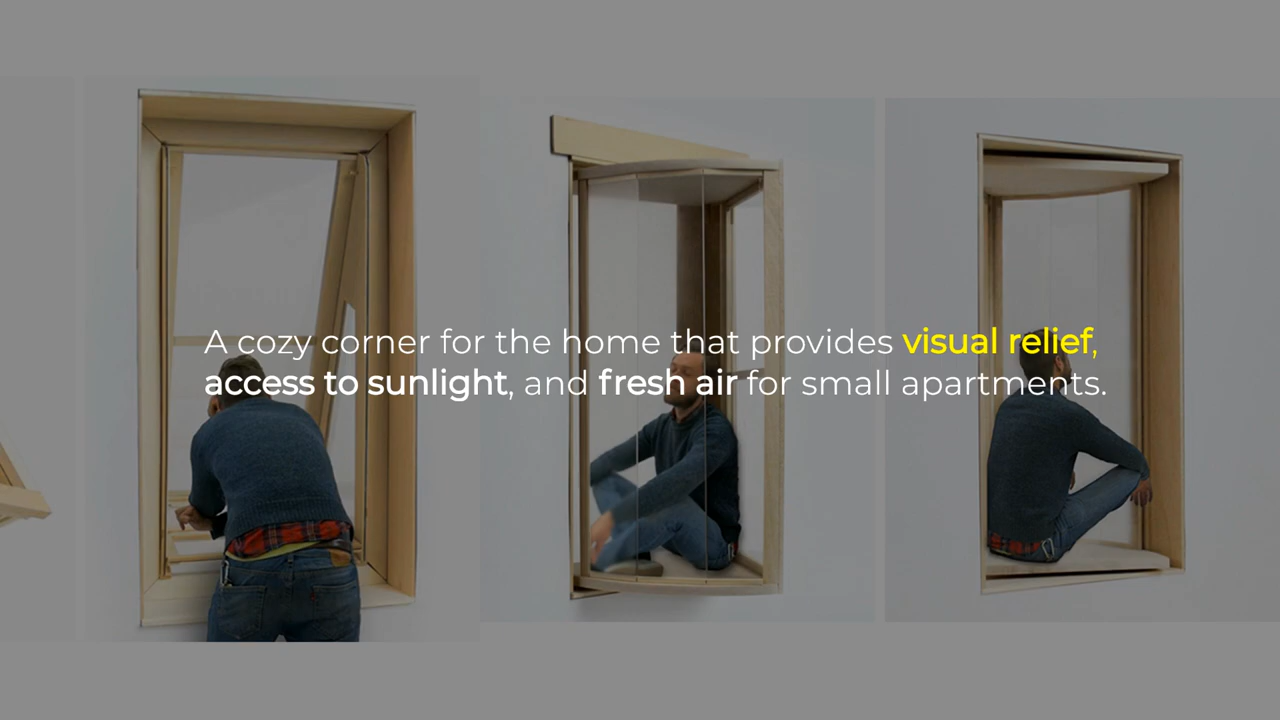 A cozy corner for the home that provides visual relief,
access to sunlight, and fresh air for small apartments.